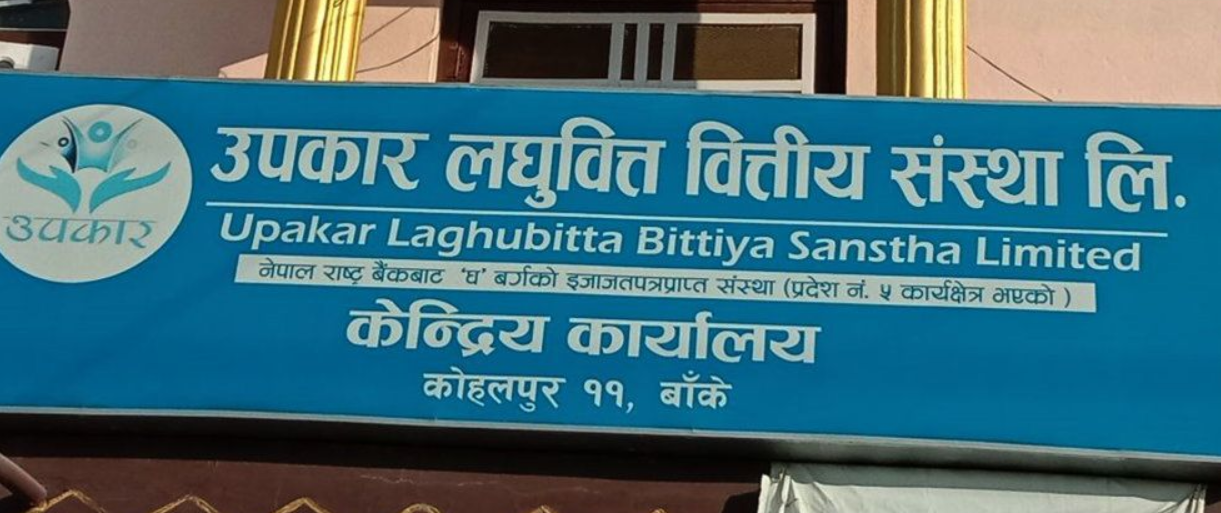 उपकार
उपकार लघुवित्त वित्तीय संस्था लि.
Upakar Laghubitta Bittiya Sanstha Limited
नेपाल राष्ट्र बैंकबाट 'घ' बर्गको इजाजतपत्रप्राप्त संस्था (प्रदेश नं. ५ कार्यक्षेत्र भएको )
केन्द्रिय कार्यालय
कोहलपुर ११, बाँके